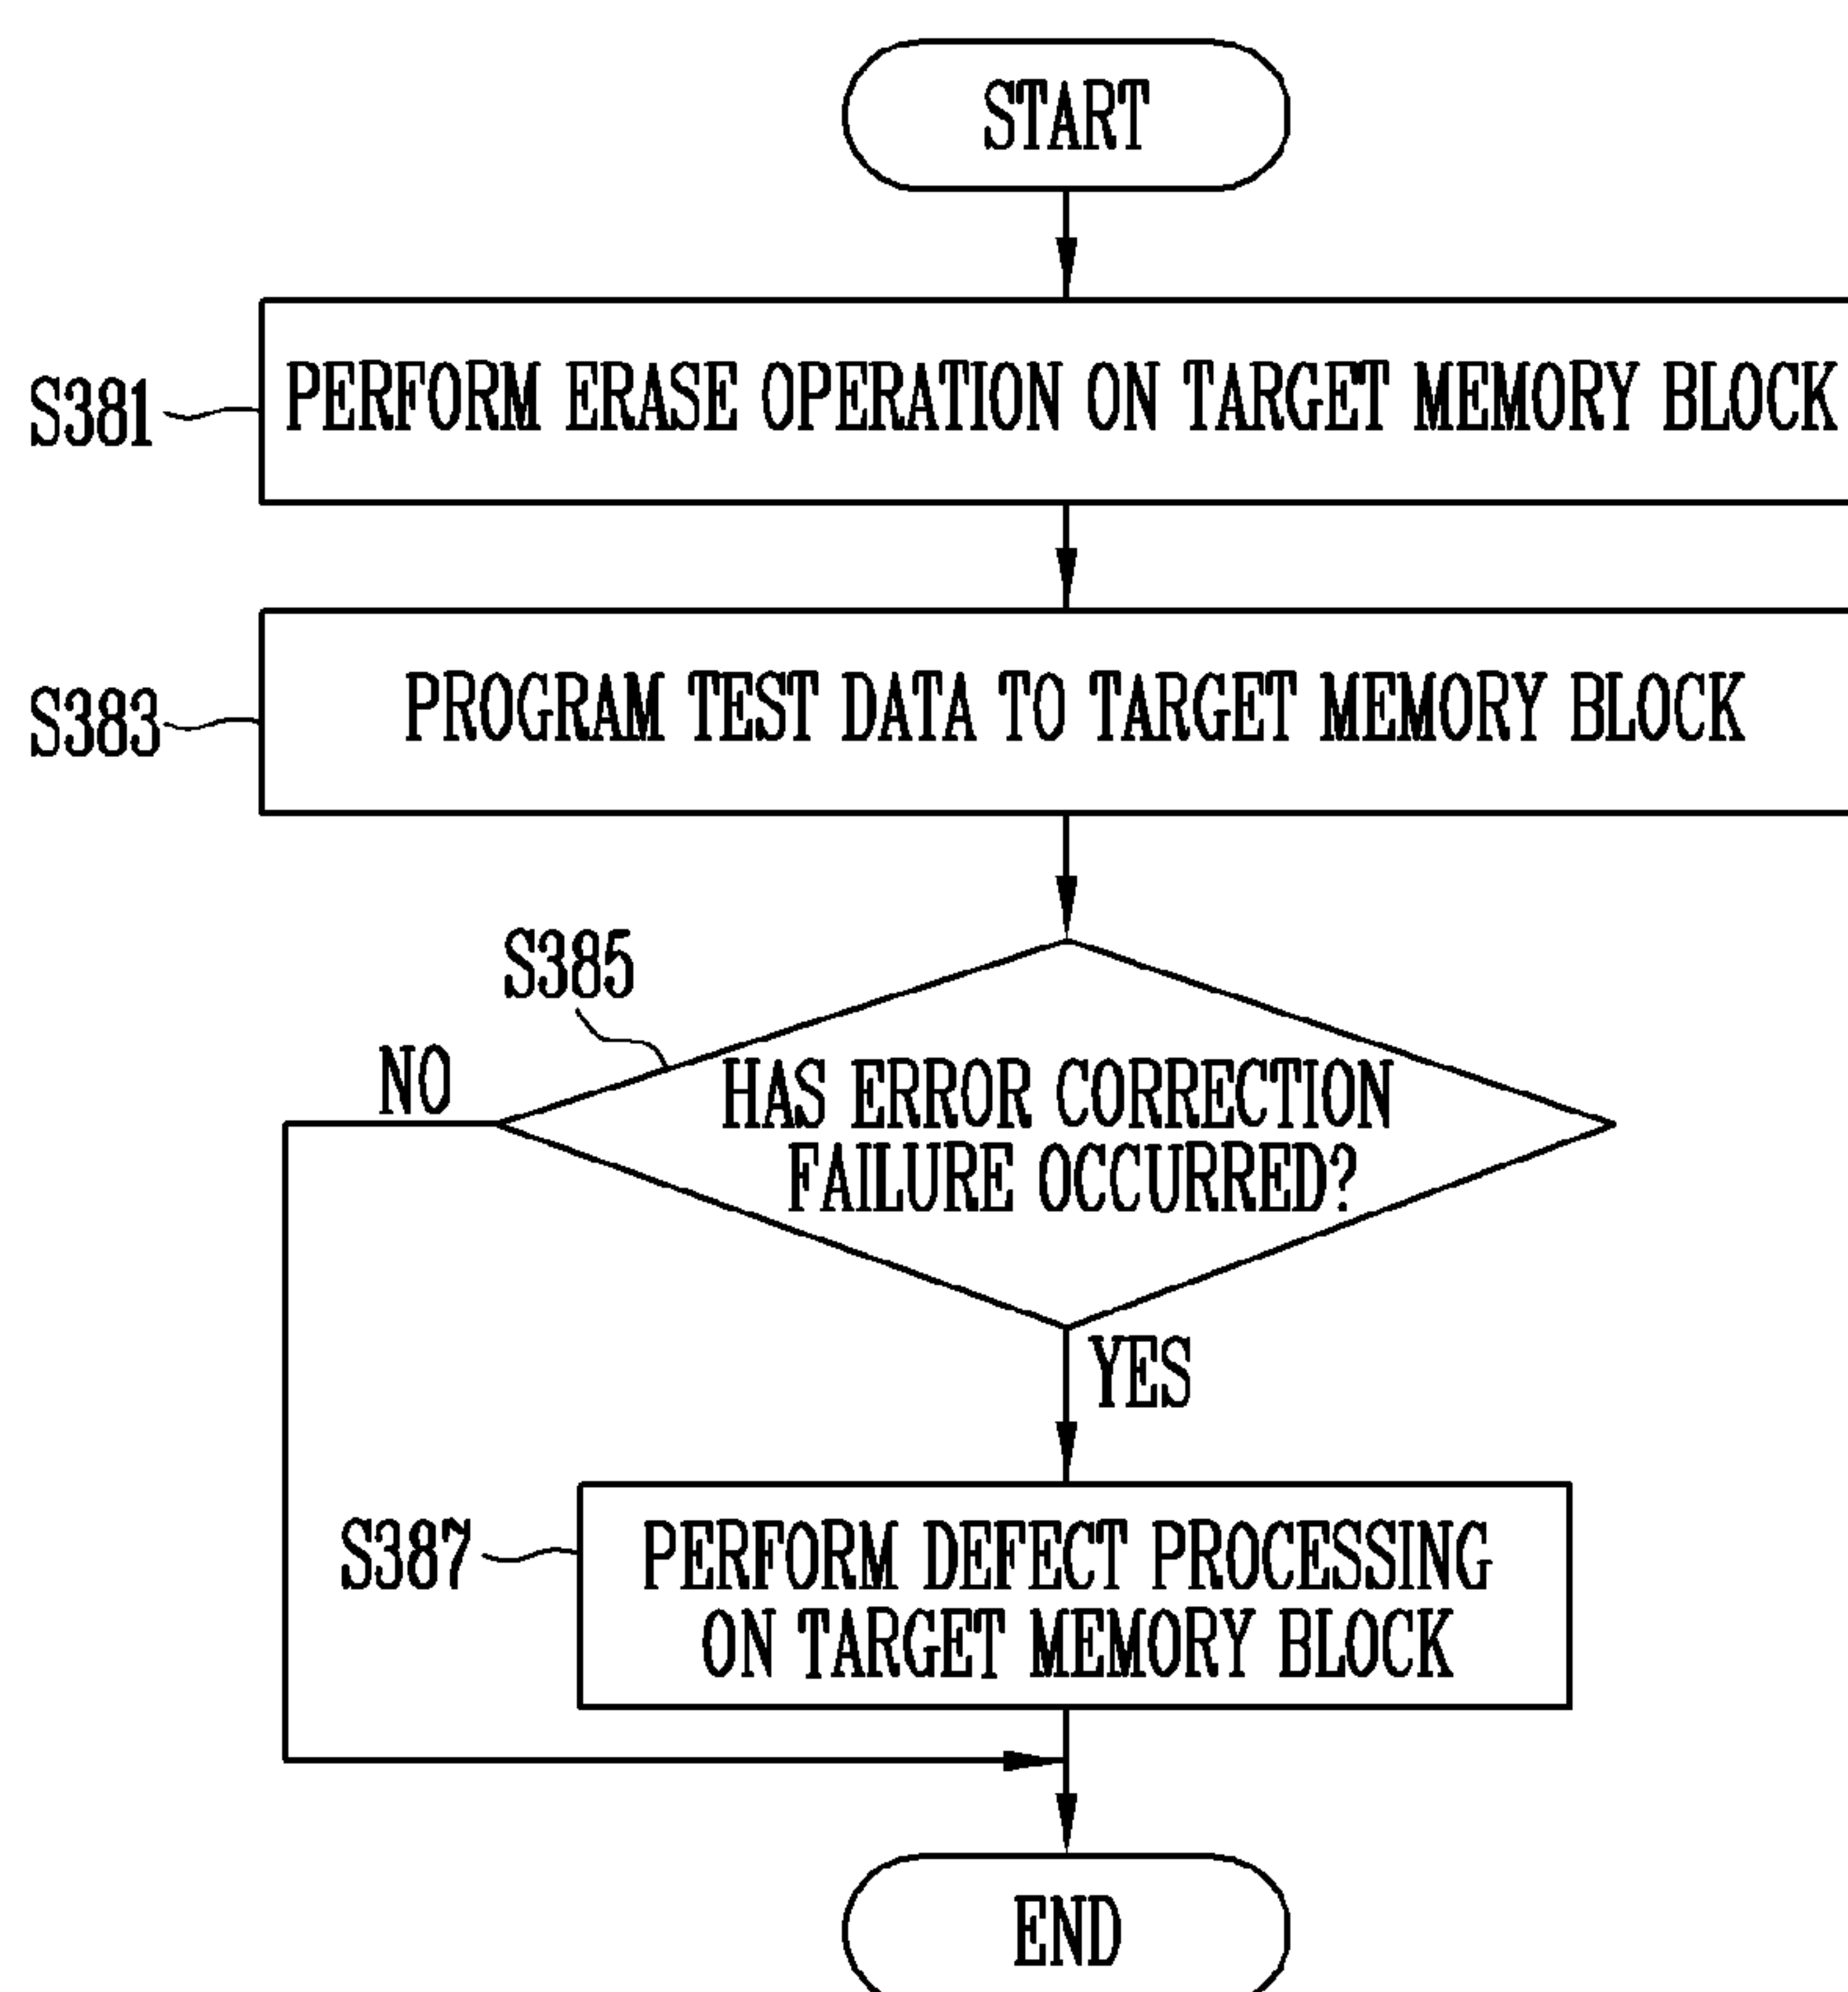 START
S381
PERFORM ERASE OPERATION ON TARGET MEMORY BLOCK
S383
PROGRAM TEST DATA TO TARGET MEMORY BLOCK
S385
NO
HAS ERROR CORRECTION
FAILURE OCCURRED?
YES
S387
PERFORM DEFECT PROCESSING
ON TARGET MEMORY BLOCK
END